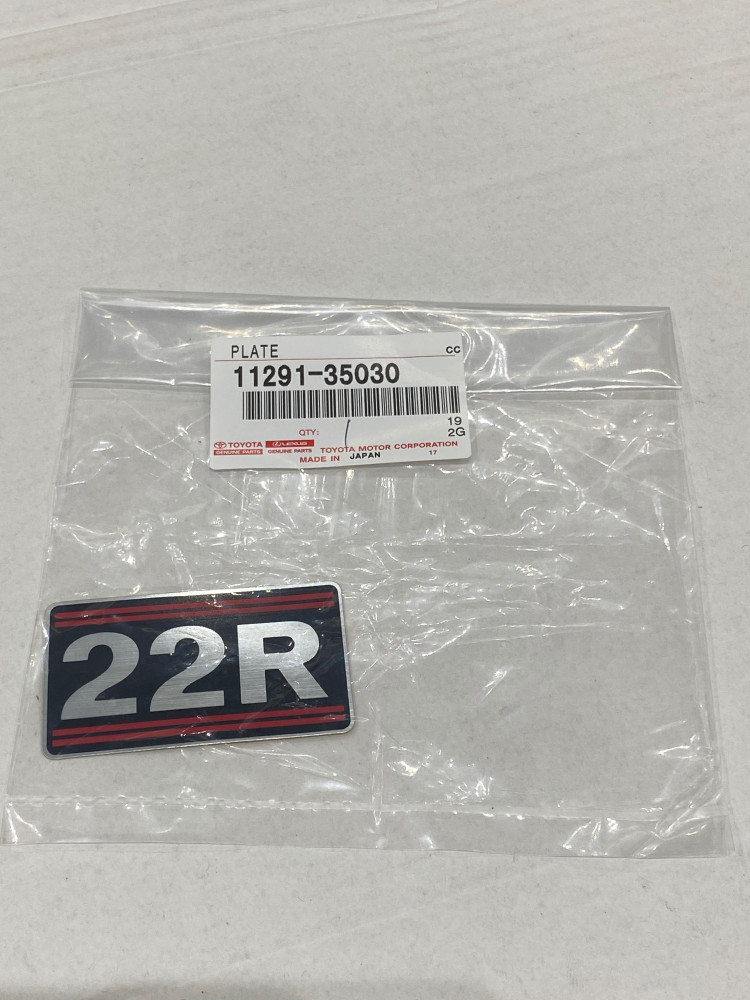 PLATE CC
11291-35030
QTY: 1 19
2G
TOYOTA LEXUS TOYOTA MOTOR CORPORATION
GENUINE PARTS GENUINE PARTS
MADE IN JAPAN 17
22R